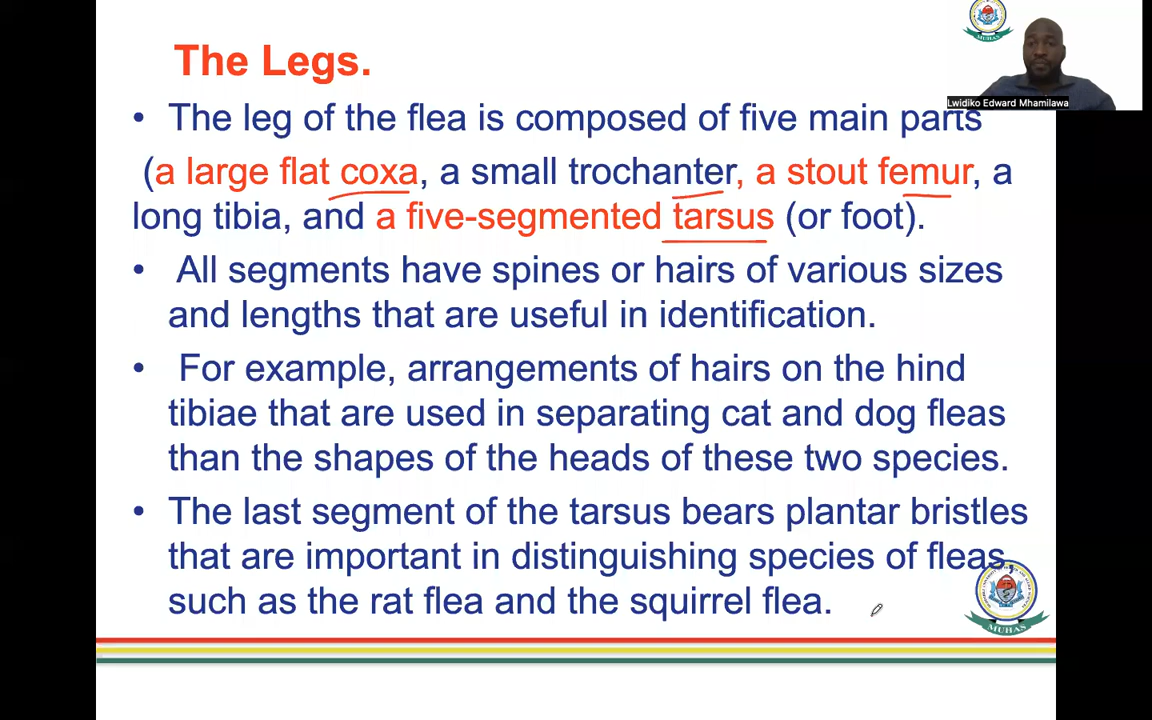 MUHAS
Lwidiko Edward Mhamilawa
The Legs.
• The leg of the flea is composed of five main parts
(a large flat coxa, a small trochanter, a stout femur, a
long tibia, and a five-segmented tarsus (or foot).
• All segments have spines or hairs of various sizes
and lengths that are useful in identification.
• For example, arrangements of hairs on the hind
tibiae that are used in separating cat and dog fleas
than the shapes of the heads of these two species.
• The last segment of the tarsus bears plantar bristles
that are important in distinguishing species of fleas,
such as the rat flea and the squirrel flea.
MUHAS